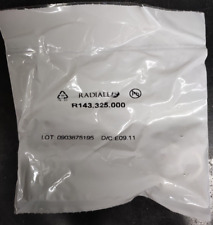 RADIALL
R143.325.000
LOT 0903675195 D/C E09.11